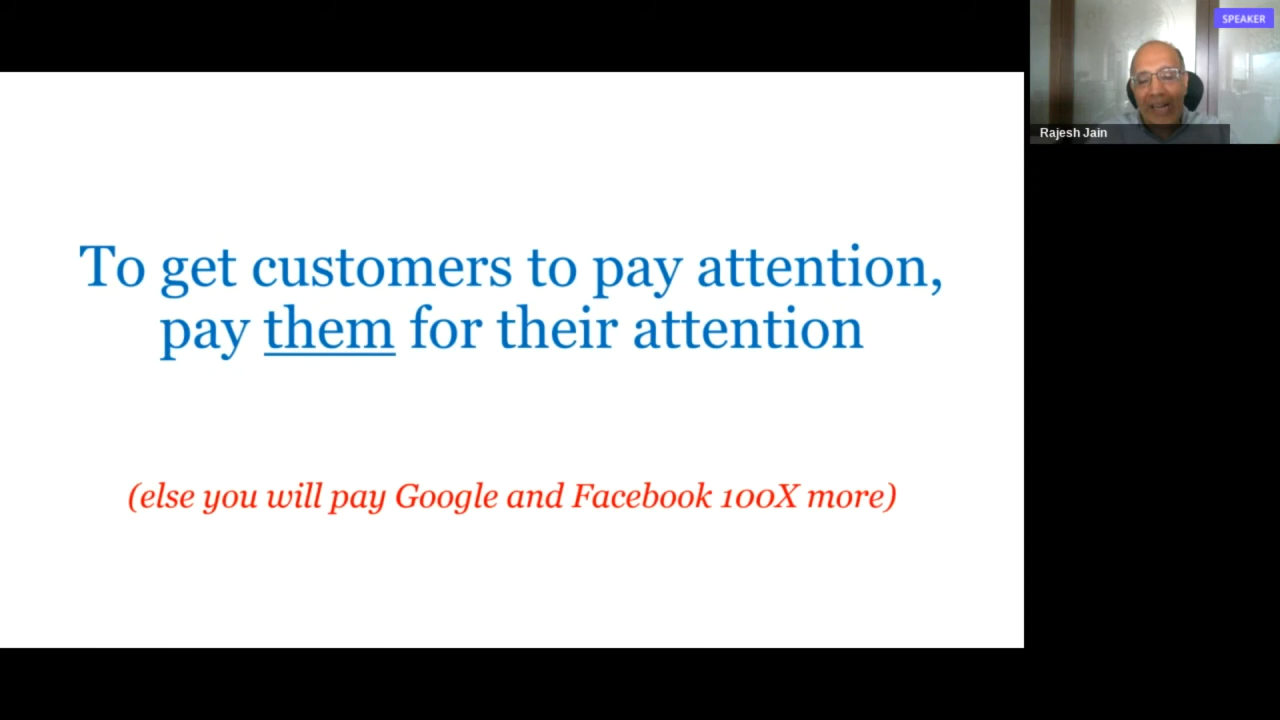 SPEAKER
Rajesh Jain
To get customers to pay attention,
pay them for their attention
(else you will pay Google and Facebook 100X more)